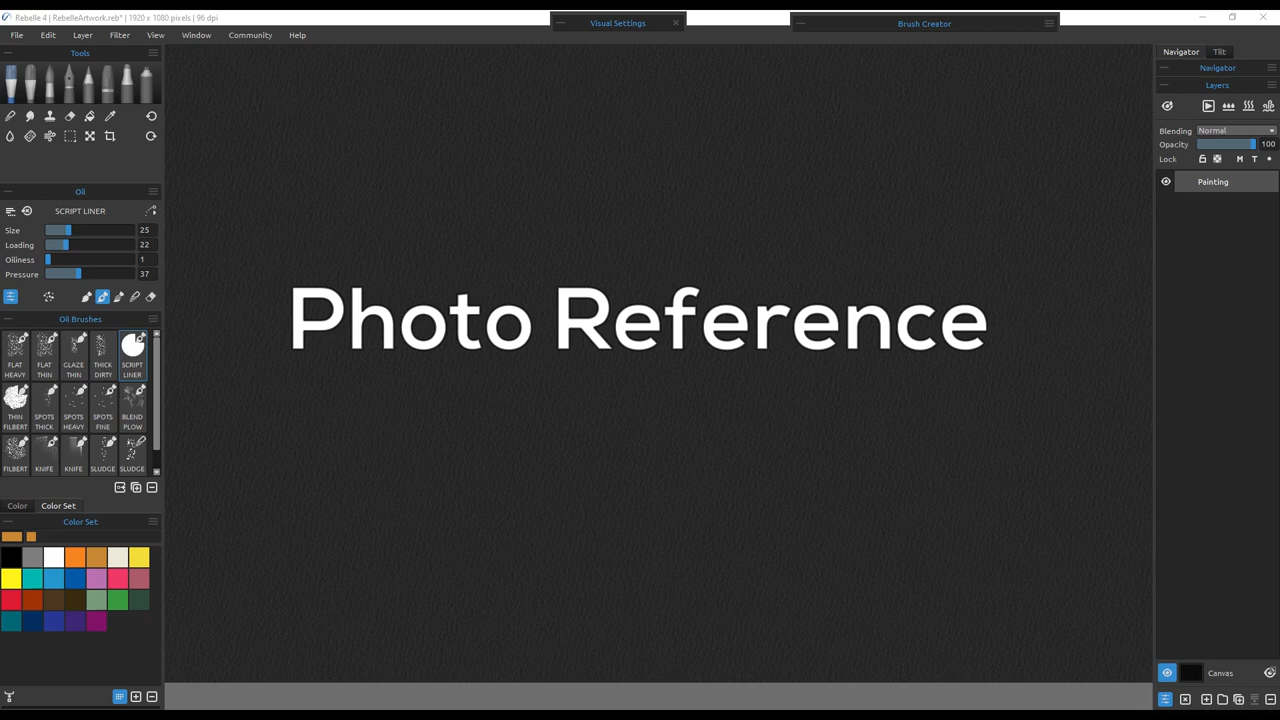 Rebelle 4 | RebelleArtwork.reb* | 1920 x 1080 pixels | 96 dpi
Visual Settings
Brush Creator
File Edit Layer Filter View Window Community Help
Tools
Navigator Tilt
Navigator
Layers
Blending Normal
Opacity 100
Lock M T
Painting
Oil
SCRIPT LINER
Size 25
Loading 22
Oiliness 1
Pressure 37
Oil Brushes
FLAT HEAVY
FLAT THIN
GLAZE THIN
THICK DIRTY
SCRIPT LINER
THIN FILBERT
SPOTS THICK
SPOTS HEAVY
SPOTS FINE
BLEND PLOW
FILBERT
KNIFE
KNIFE
SLUDGE
SLUDGE
Photo Reference
Color Color Set
Color Set
Canvas